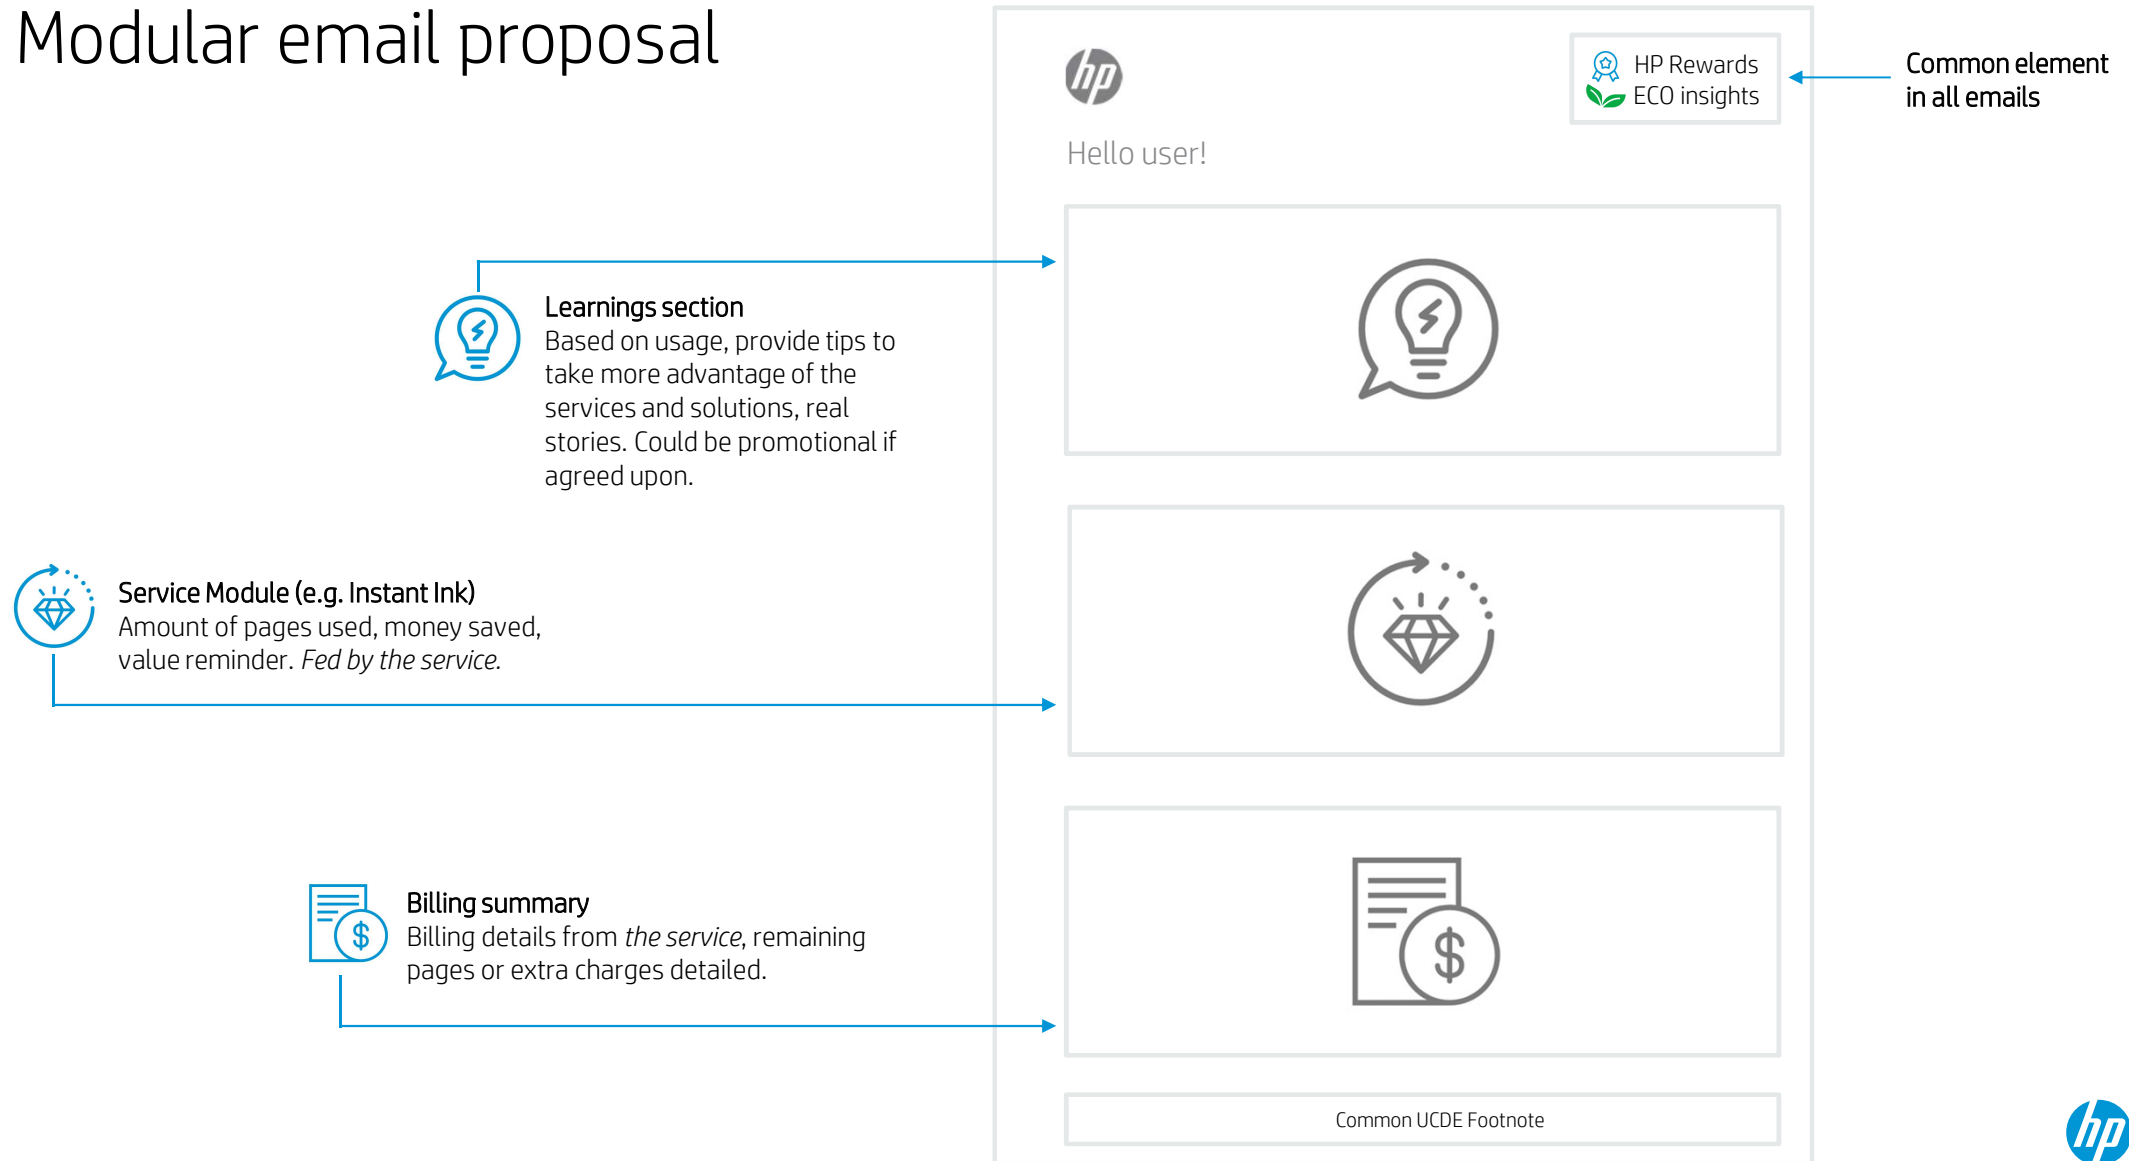 Modular email proposal
hp
HP Rewards
ECO insights
Common element
in all emails
Hello user!
Learnings section
Based on usage, provide tips to
take more advantage of the
services and solutions, real
stories. Could be promotional if
agreed upon.
Service Module (e.g. Instant Ink)
Amount of pages used, money saved,
value reminder. Fed by the service.
Billing summary
Billing details from the service, remaining
pages or extra charges detailed.
$
$
Common UCDE Footnote
hp